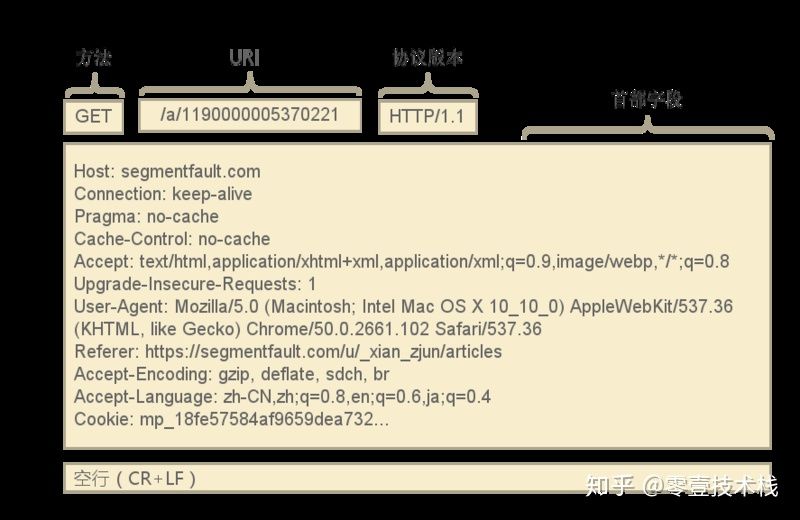 方法
URI
协议版本
GET
/a/1190000005370221
HTTP/1.1
首部字段
Host: segmentfault.com
Connection: keep-alive
Pragma: no-cache
Cache-Control: no-cache
Accept: text/html,application/xhtml+xml,application/xml;q=0.9,image/webp,*/*;q=0.8
Upgrade-Insecure-Requests: 1
User-Agent: Mozilla/5.0 (Macintosh; Intel Mac OS X 10_10_0) AppleWebKit/537.36
(KHTML, like Gecko) Chrome/50.0.2661.102 Safari/537.36
Referer: https://segmentfault.com/u/_xian_zjun/articles
Accept-Encoding: gzip, deflate, sdch, br
Accept-Language: zh-CN,zh;q=0.8,en;q=0.6,ja;q=0.4
Cookie: mp_18fe57584af9659dea732...
空行（CR+LF）
知乎 @零壹技术栈